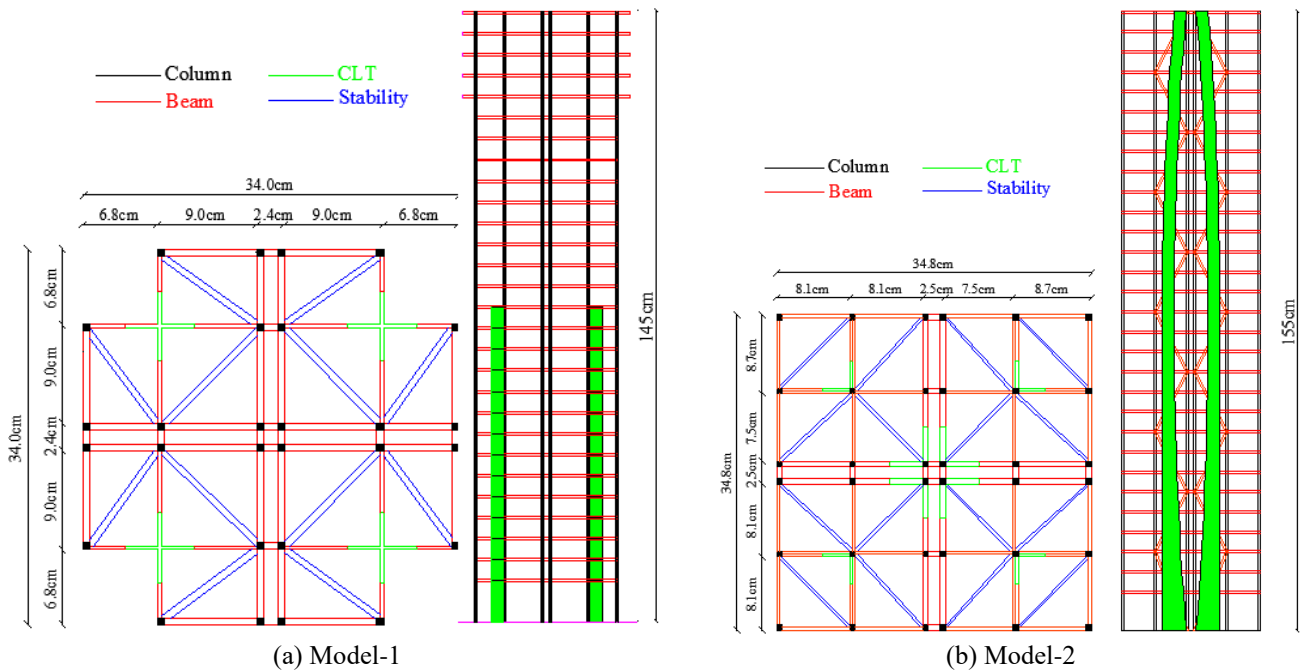 Column
CLT
Beam
Stability
34.0cm
6.8cm
9.0cm
2.4cm
9.0cm
6.8cm
34.0cm
6.8cm
9.0cm
2.4cm
9.0cm
6.8cm
145cm
(a) Model-1
Column
CLT
Beam
Stability
34.8cm
8.1cm
8.1cm
2.5cm
7.5cm
8.7cm
34.8cm
8.7cm
7.5cm
2.5cm
8.1cm
8.1cm
155cm
(b) Model-2